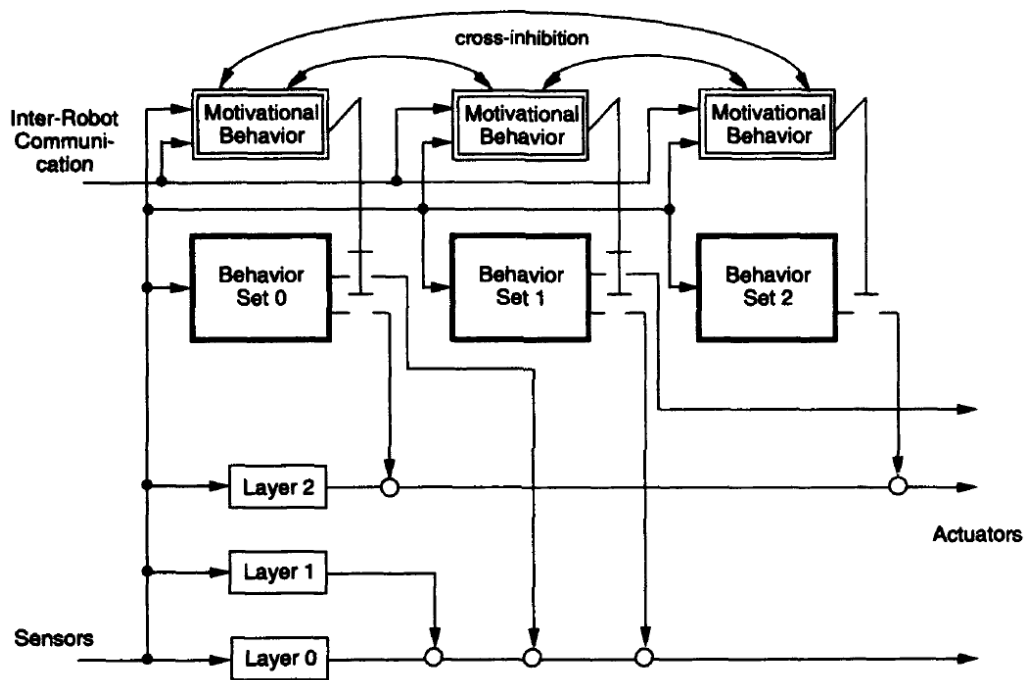 cross-inhibition
Inter-Robot
Communi-
cation
Motivational
Behavior
Motivational
Behavior
Motivational
Behavior
Behavior
Set 0
Behavior
Set 1
Behavior
Set 2
Layer 2
Actuators
Layer 1
Sensors
Layer 0